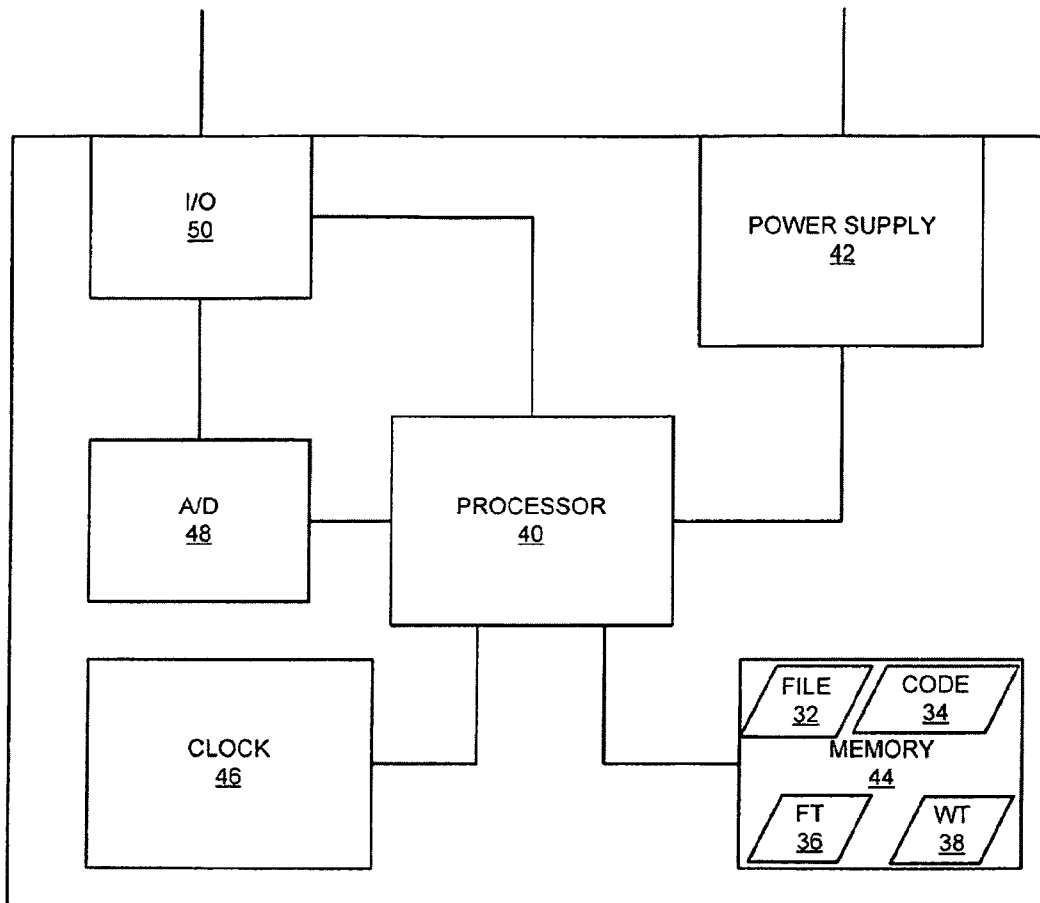 I/O
50
POWER SUPPLY
42
A/D
48
PROCESSOR
40
CLOCK
46
FILE
32
CODE
34
MEMORY
44
FT
36
WT
38